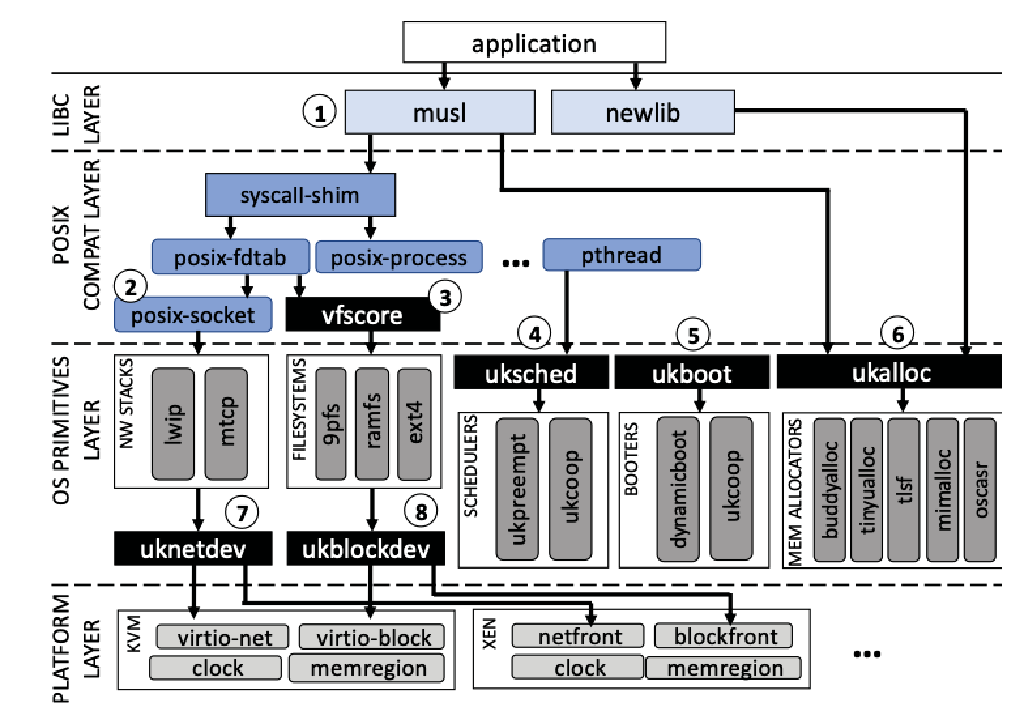 application
LIBC
LAYER
1
musl
newlib
POSIX
COMPAT LAYER
syscall-shim
posix-fdtab
posix-process
...
pthread
2
posix-socket
3
vfscore
4
5
6
OS PRIMITIVES
LAYER
NW STACKS
lwip
mtcp
FILESYSTEMS
9pfs
ramfs
ext4
uksched
SCHEDULERS
ukpreempt
ukcoop
ukboot
BOOTERS
dynamicboot
ukcoop
ukalloc
MEM ALLOCATORS
buddyalloc
tinyualloc
tlsf
mimalloc
oscasr
7
8
uknetdev
ukblockdev
PLATFORM
LAYER
KVM
virtio-net
virtio-block
clock
memregion
XEN
netfront
blockfront
clock
memregion
...